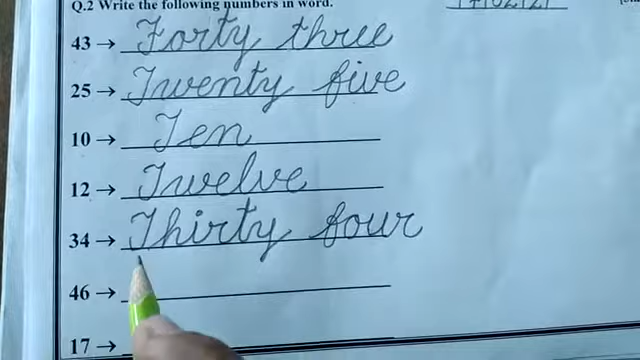 Q.2 Write the following numbers in word.
43 → Forty three
25 → Twenty five
10 → Ten
12 → Twelve
34 → Thirty four
46 →
17 →